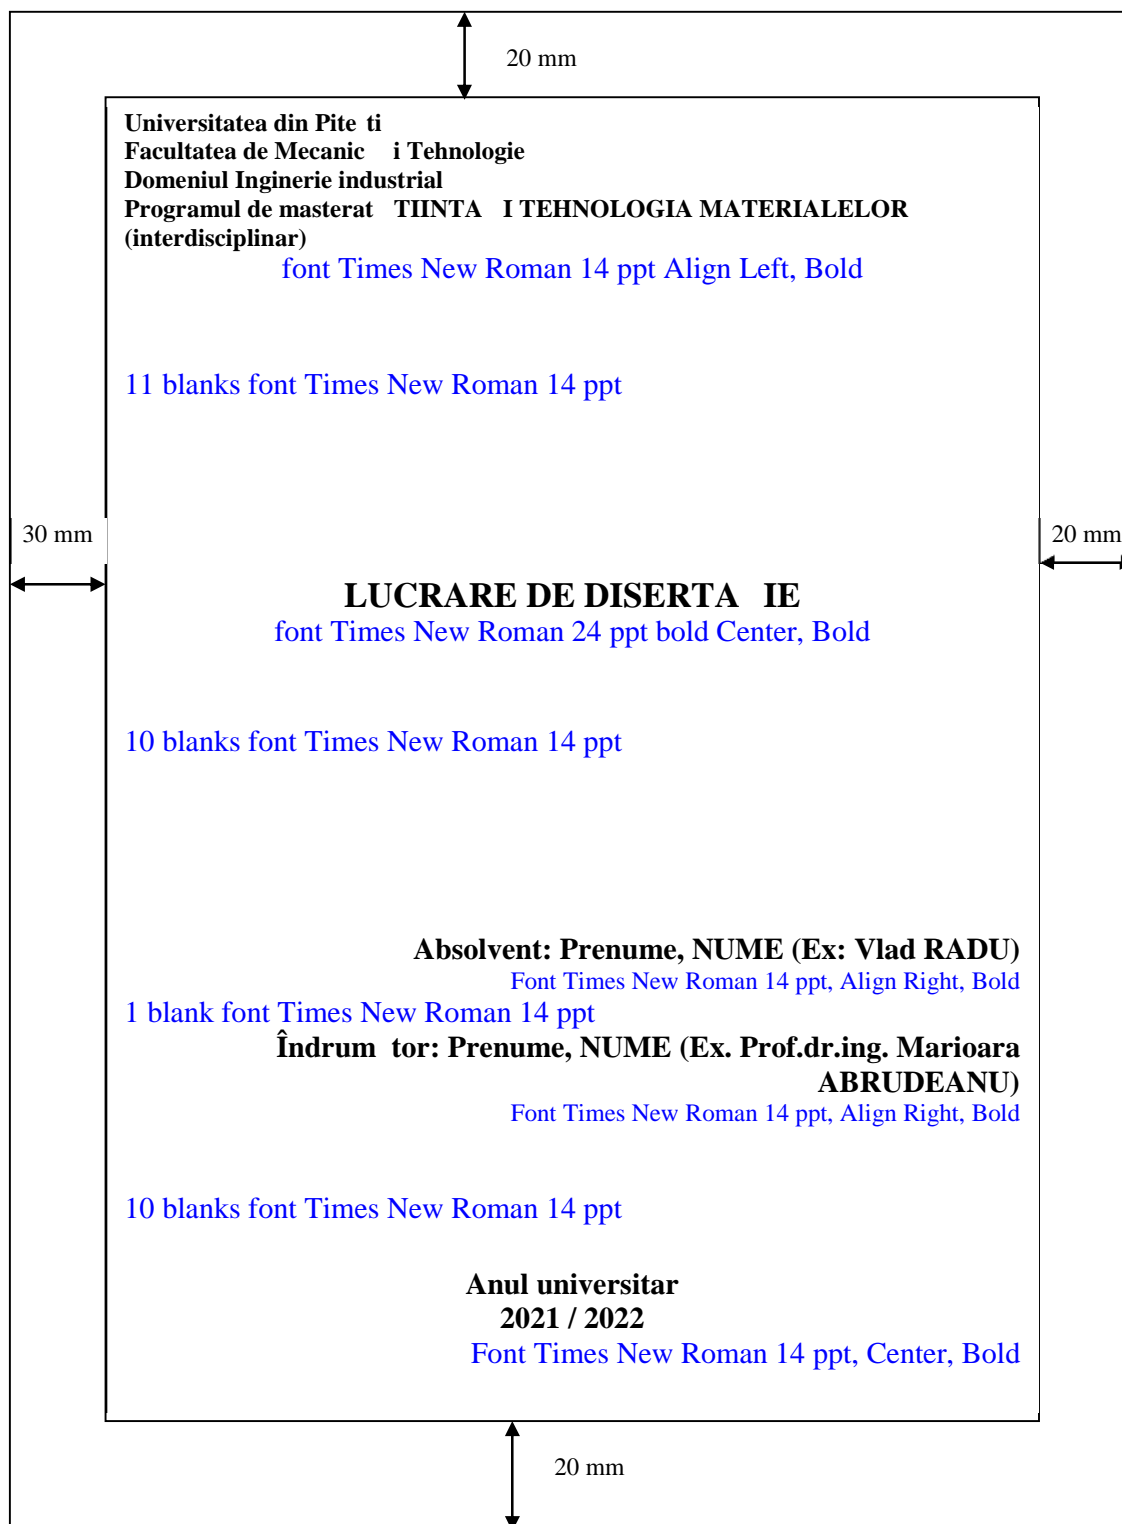 20 mm
Universitatea din Pite ti
Facultatea de Mecanic i Tehnologie
Domeniul Inginerie industrial
Programul de masterat TIINTA I TEHNOLOGIA MATERIALELOR
(interdisciplinar)
font Times New Roman 14 ppt Align Left, Bold
11 blanks font Times New Roman 14 ppt
30 mm
20 mm
LUCRARE DE DISERTA IE
font Times New Roman 24 ppt bold Center, Bold
10 blanks font Times New Roman 14 ppt
Absolvent: Prenume, NUME (Ex: Vlad RADU)
Font Times New Roman 14 ppt, Align Right, Bold
1 blank font Times New Roman 14 ppt
Îndrum tor: Prenume, NUME (Ex. Prof.dr.ing. Marioara
ABRUDEANU)
Font Times New Roman 14 ppt, Align Right, Bold
10 blanks font Times New Roman 14 ppt
Anul universitar
2021 / 2022
Font Times New Roman 14 ppt, Center, Bold
20 mm